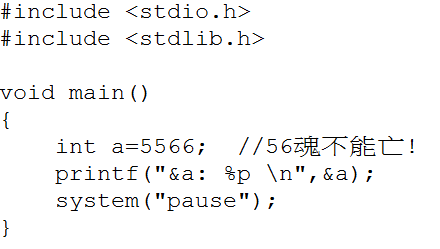 #include <stdio.h>
#include <stdlib.h>
void main()
{
    int a=5566;  //56魂不能亡!
    printf("&a: %p \n",&a);
    system("pause");
}